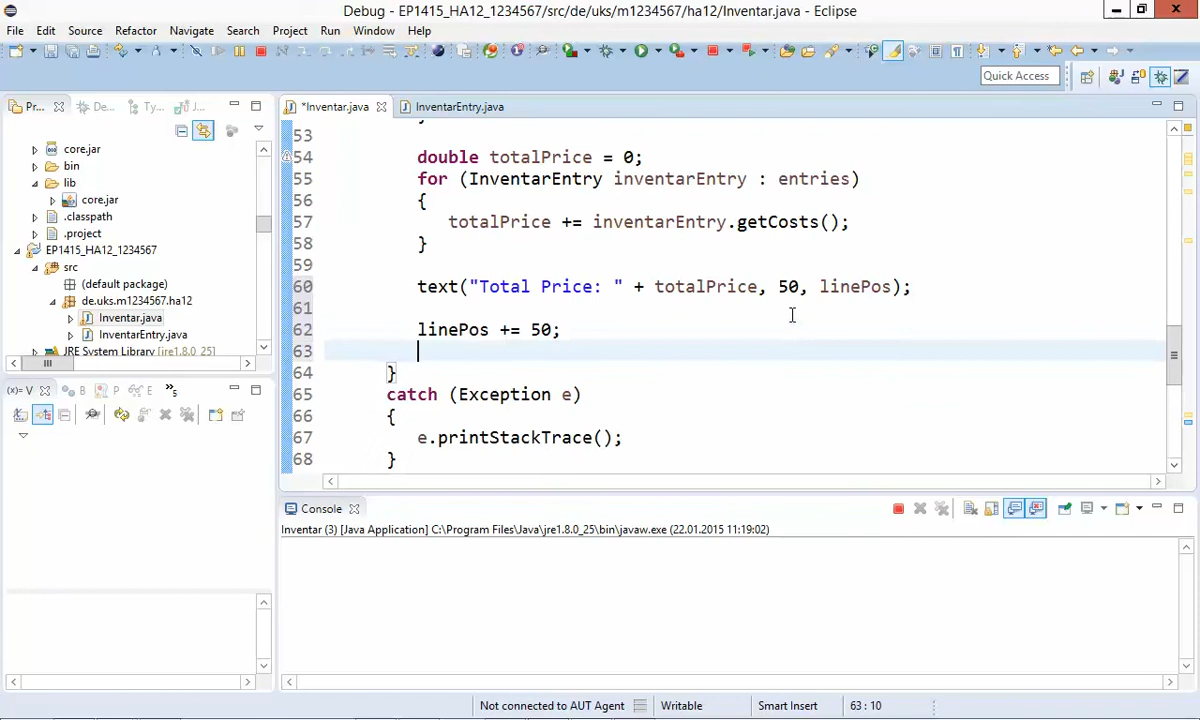 Debug - EP1415_HA12_1234567/src/de/uks/m1234567/ha12/Inventar.java - Eclipse
File Edit Source Refactor Navigate Search Project Run Window Help
Quick Access
Pr... De... Ty... J...
*Inventar.java InventarEntry.java
core.jar
bin
lib
core.jar
.classpath
.project
EP1415_HA12_1234567
src
(default package)
de.uks.m1234567.ha12
Inventar.java
InventarEntry.java
JRE System Library [jre1.8.0_25]
53
54 double totalPrice = 0;
55 for (InventarEntry inventarEntry : entries)
56 {
57 totalPrice += inventarEntry.getCosts();
58 }
59
60 text("Total Price: " + totalPrice, 50, linePos);
61
62 linePos += 50;
63
64 }
65 catch (Exception e)
66 {
67 e.printStackTrace();
68 }
(x)= V B P E »5
Console
Inventar (3) [Java Application] C:\Program Files\Java\jre1.8.0_25\bin\javaw.exe (22.01.2015 11:19:02)
Not connected to AUT Agent Writable Smart Insert 63 : 10